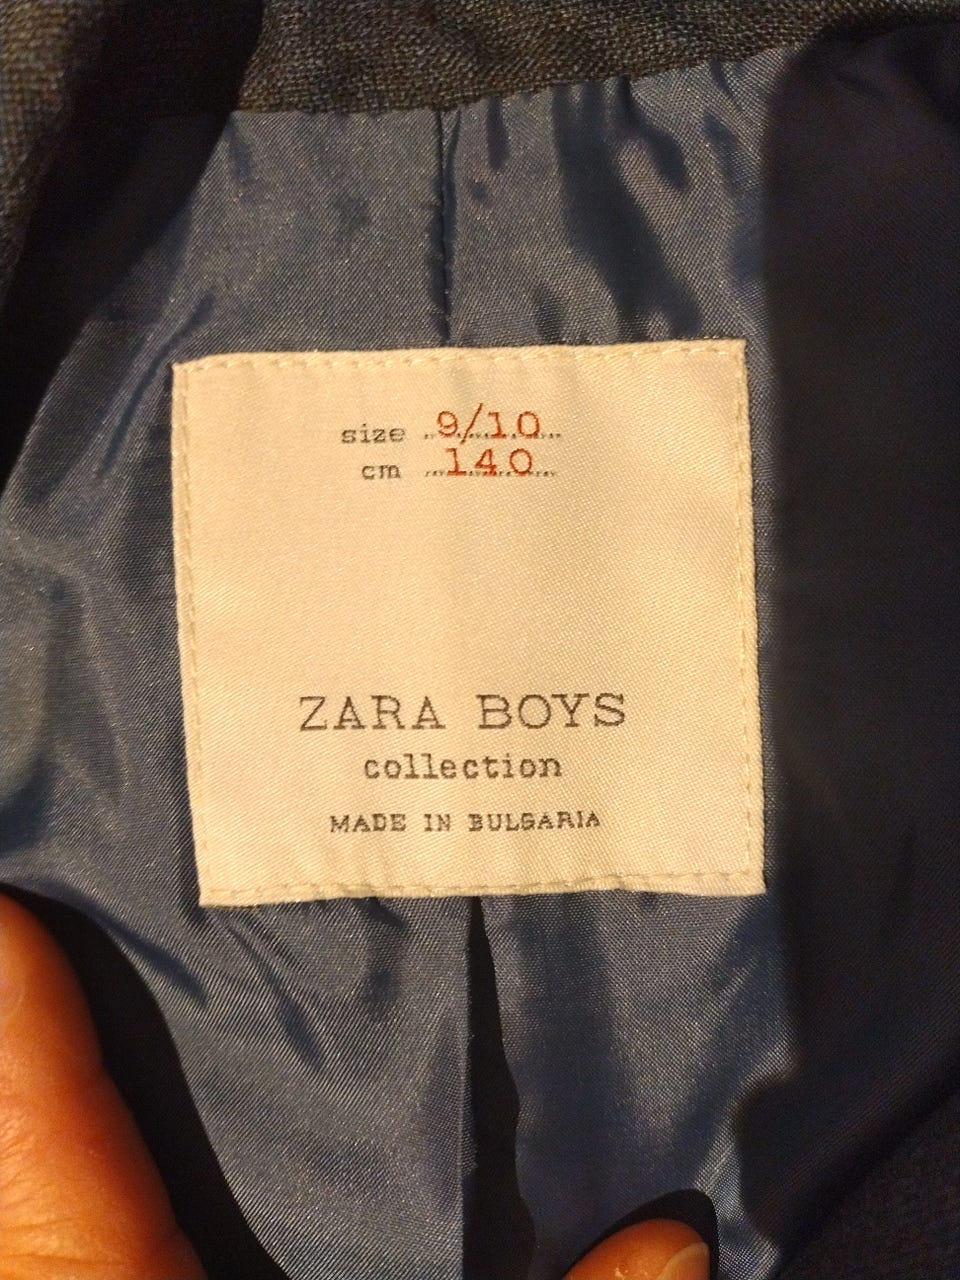 size 9/10
cm 140
ZARA BOYS
collection
MADE IN BULGARIA